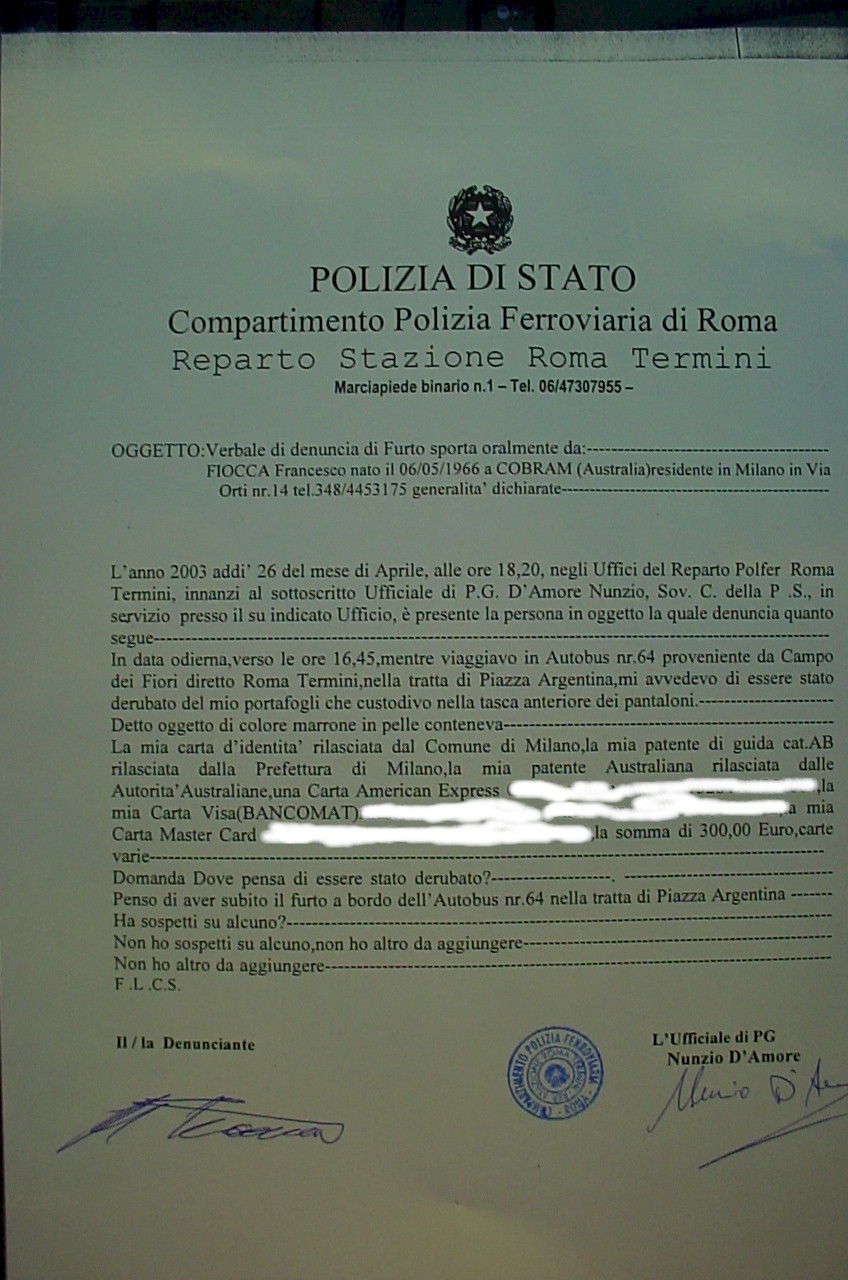 POLIZIA DI STATO
Compartimento Polizia Ferroviaria di Roma
Reparto Stazione Roma Termini
Marciapiede binario n.1 – Tel. 06/47307955 –
OGGETTO:Verbale di denuncia di Furto sporta oralmente da:-----------------------------------------
FIOCCA Francesco nato il 06/05/1966 a COBRAM (Australia)residente in Milano in Via
Orti nr.14 tel.348/4453175 generalita' dichiarate---------------------------------------------
L'anno 2003 addi' 26 del mese di Aprile, alle ore 18,20, negli Uffici del Reparto Polfer Roma
Termini, innanzi al sottoscritto Ufficiale di P.G. D'Amore Nunzio, Sov. C. della P .S., in
servizio presso il su indicato Ufficio, è presente la persona in oggetto la quale denuncia quanto
segue-----------------------------------------------------------------------------------------
In data odierna,verso le ore 16,45,mentre viaggiavo in Autobus nr.64 proveniente da Campo
dei Fiori diretto Roma Termini,nella tratta di Piazza Argentina,mi avvedevo di essere stato
derubato del mio portafogli che custodivo nella tasca anteriore dei pantaloni.-----------------
Detto oggetto di colore marrone in pelle conteneva--------------------------------------------
La mia carta d'identita' rilasciata dal Comune di Milano,la mia patente di guida cat.AB
rilasciata dalla Prefettura di Milano,la mia patente Australiana rilasciata dalle
Autorita'Australiane,una Carta American Express ,la
mia Carta Visa(BANCOMAT). a mia
Carta Master Card ,la somma di 300,00 Euro,carte
varie-----------------------------------------------------------------------------------------
Domanda Dove pensa di essere stato derubato?-----------------. -----------------------------
Penso di aver subito il furto a bordo dell'Autobus nr.64 nella tratta di Piazza Argentina -------
Ha sospetti su alcuno?------------------------------------------------------------------------
Non ho sospetti su alcuno,non ho altro da aggiungere------------------------------------------
Non ho altro da aggiungere--------------------------------------------------------------------
F .L .C.S.
Il / la Denunciante
L'Ufficiale di PG
Nunzio D'Amore
COMPARTIMENTO POLIZIA FERROVIARIA
- ROMA -
Nunzio D'Am